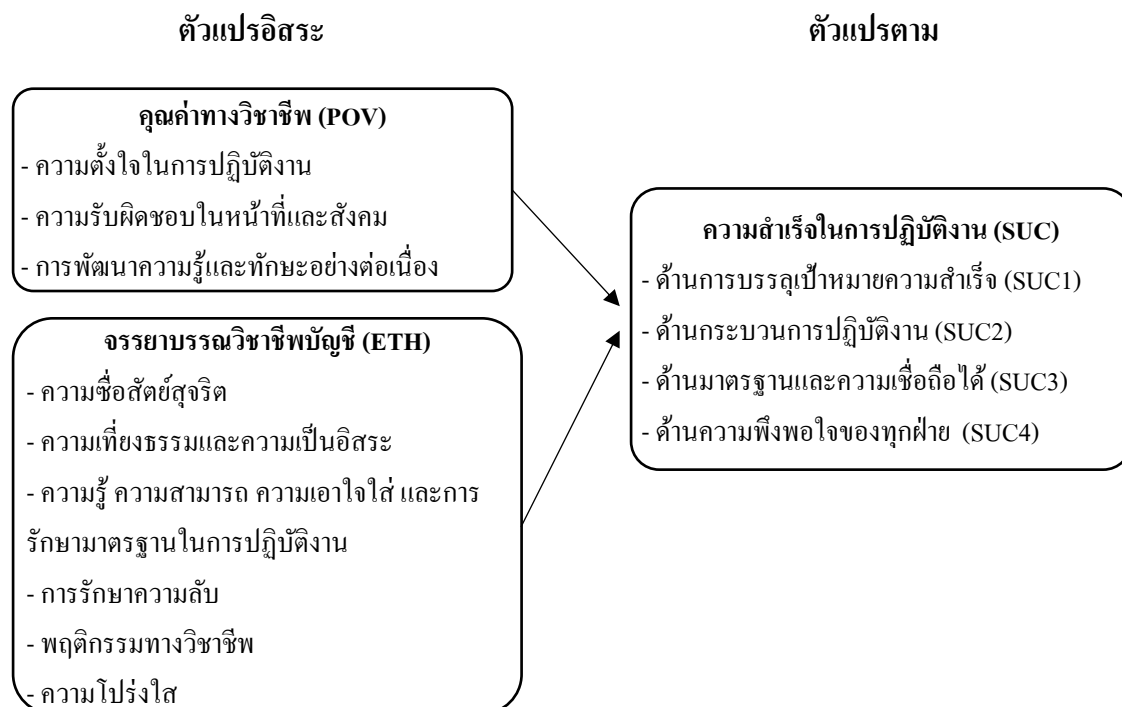 ตัวแปรอิสระ
ตัวแปรตาม
คุณค่าทางวิชาชีพ (POV)
- ความตั้งใจในการปฏิบัติงาน
- ความรับผิดชอบในหน้าที่และสังคม
- การพัฒนาความรู้และทักษะอย่างต่อเนื่อง
จรรยาบรรณวิชาชีพบัญชี (ETH)
- ความซื่อสัตย์สุจริต
- ความเที่ยงธรรมและความเป็นอิสระ
- ความรู้ ความสามารถ ความเอาใจใส่ และการ
รักษามาตรฐานในการปฏิบัติงาน
- การรักษาความลับ
- พฤติกรรมทางวิชาชีพ
- ความโปร่งใส
ความสำเร็จในการปฏิบัติงาน (SUC)
- ด้านการบรรลุเป้าหมายความสำเร็จ (SUC1)
- ด้านกระบวนการปฏิบัติงาน (SUC2)
- ด้านมาตรฐานและความเชื่อถือได้ (SUC3)
- ด้านความพึงพอใจของทุกฝ่าย (SUC4)